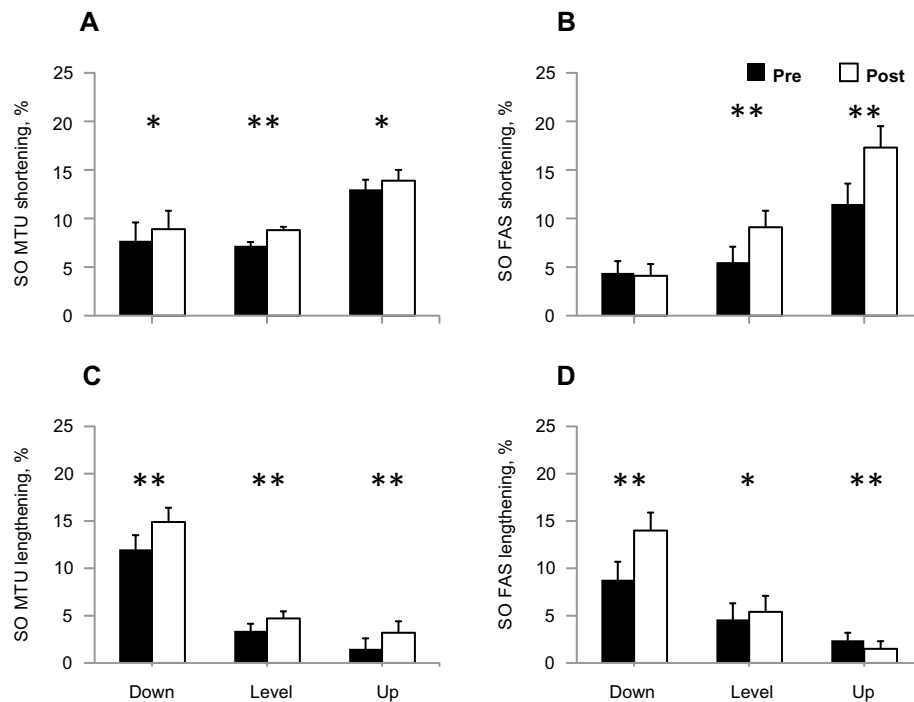 A
SO MTU shortening, %
25
20
15
10
5
0
* ** *
B
SO FAS shortening, %
25
20
15
10
5
0
Pre Post
** **
C
SO MTU lengthening, %
25
20
15
10
5
0
** ** **
Down Level Up
D
SO FAS lengthening, %
25
20
15
10
5
0
** * **
Down Level Up